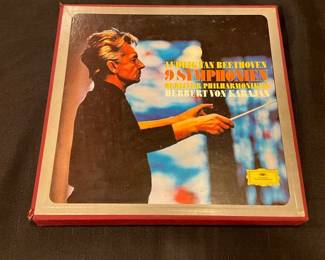 LUDWIG VAN BEETHOVEN
9 SYMPHONIEN
BERLINER PHILHARMONIKER
HERBERT VON KARAJAN